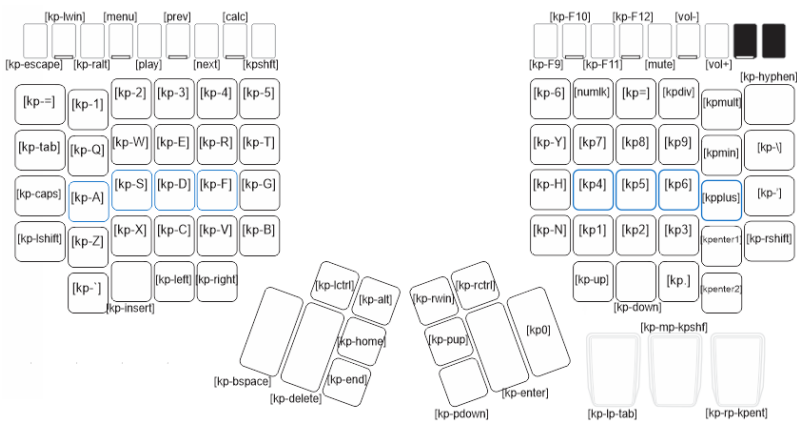 [kp-lwin] [menu] [prev] [calc]
[kp-escape] [kp-ralt] [play] [next] [kpshft]
[kp-F10] [kp-F12] [vol-]
[kp-F9] [kp-F11] [mute] [vol+]
[kp-hyphen]
[kp-=] [kp-1] [kp-2] [kp-3] [kp-4] [kp-5]
[kp-6] [numlk] [kp=] [kpdiv] [kpmult]
[kp-tab] [kp-Q] [kp-W] [kp-E] [kp-R] [kp-T]
[kp-Y] [kp7] [kp8] [kp9] [kpmin] [kp-\]
[kp-caps] [kp-A] [kp-S] [kp-D] [kp-F] [kp-G]
[kp-H] [kp4] [kp5] [kp6] [kpplus] [kp-']
[kp-lshift] [kp-Z] [kp-X] [kp-C] [kp-V] [kp-B]
[kp-N] [kp1] [kp2] [kp3] [kpenter1] [kp-rshift]
[kp-`] [kp-insert] [kp-left] [kp-right]
[kp-up] [kp-down] [kp.] [kpenter2]
[kp-lctrl] [kp-alt]
[kp-home]
[kp-end]
[kp-bspace] [kp-delete]
[kp-rwin] [kp-rctrl]
[kp-pup] [kp0]
[kp-pdown] [kp-enter]
[kp-mp-kpshf]
[kp-lp-tab] [kp-rp-kpent]